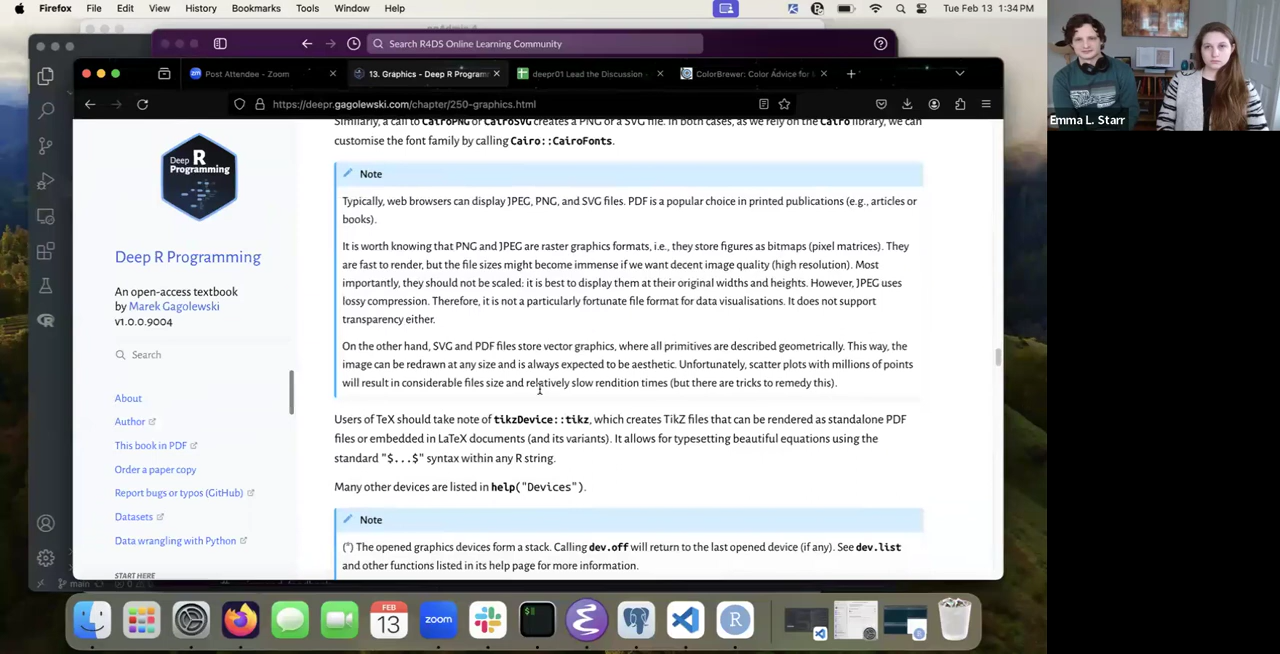 Firefox File Edit View History Bookmarks Tools Window Help Tue Feb 13 1:34 PM
Search R4DS Online Learning Community
Post Attendee - Zoom
13. Graphics - Deep R Program
deepr01 Lead the Discussion
ColorBrewer: Color Advice for
https://deepr.gagolewski.com/chapter/250-graphics.html
Deep R Programming
Deep R Programming
An open-access textbook
by Marek Gagolewski
v1.0.0.9004
Search
About
Author
This book in PDF
Order a paper copy
Report bugs or typos (GitHub)
Datasets
Data wrangling with Python
START HERE
Similarly, a call to CairoPNG or CairoSVG creates a PNG or a SVG file. In both cases, as we rely on the Cairo library, we can
customise the font family by calling Cairo::CairoFonts.
Note
Typically, web browsers can display JPEG, PNG, and SVG files. PDF is a popular choice in printed publications (e.g., articles or
books).
It is worth knowing that PNG and JPEG are raster graphics formats, i.e., they store figures as bitmaps (pixel matrices). They
are fast to render, but the file sizes might become immense if we want decent image quality (high resolution). Most
importantly, they should not be scaled: it is best to display them at their original widths and heights. However, JPEG uses
lossy compression. Therefore, it is not a particularly fortunate file format for data visualisations. It does not support
transparency either.
On the other hand, SVG and PDF files store vector graphics, where all primitives are described geometrically. This way, the
image can be redrawn at any size and is always expected to be aesthetic. Unfortunately, scatter plots with millions of points
will result in considerable files size and relatively slow rendition times (but there are tricks to remedy this).
Users of TeX should take note of tikzDevice::tikz, which creates TikZ files that can be rendered as standalone PDF
files or embedded in LaTeX documents (and its variants). It allows for typesetting beautiful equations using the
standard "$...$" syntax within any R string.
Many other devices are listed in help("Devices").
Note
(*) The opened graphics devices form a stack. Calling dev.off will return to the last opened device (if any). See dev.list
and other functions listed in its help page for more information.
main
FEB
13
zoom
R
Emma L. Starr